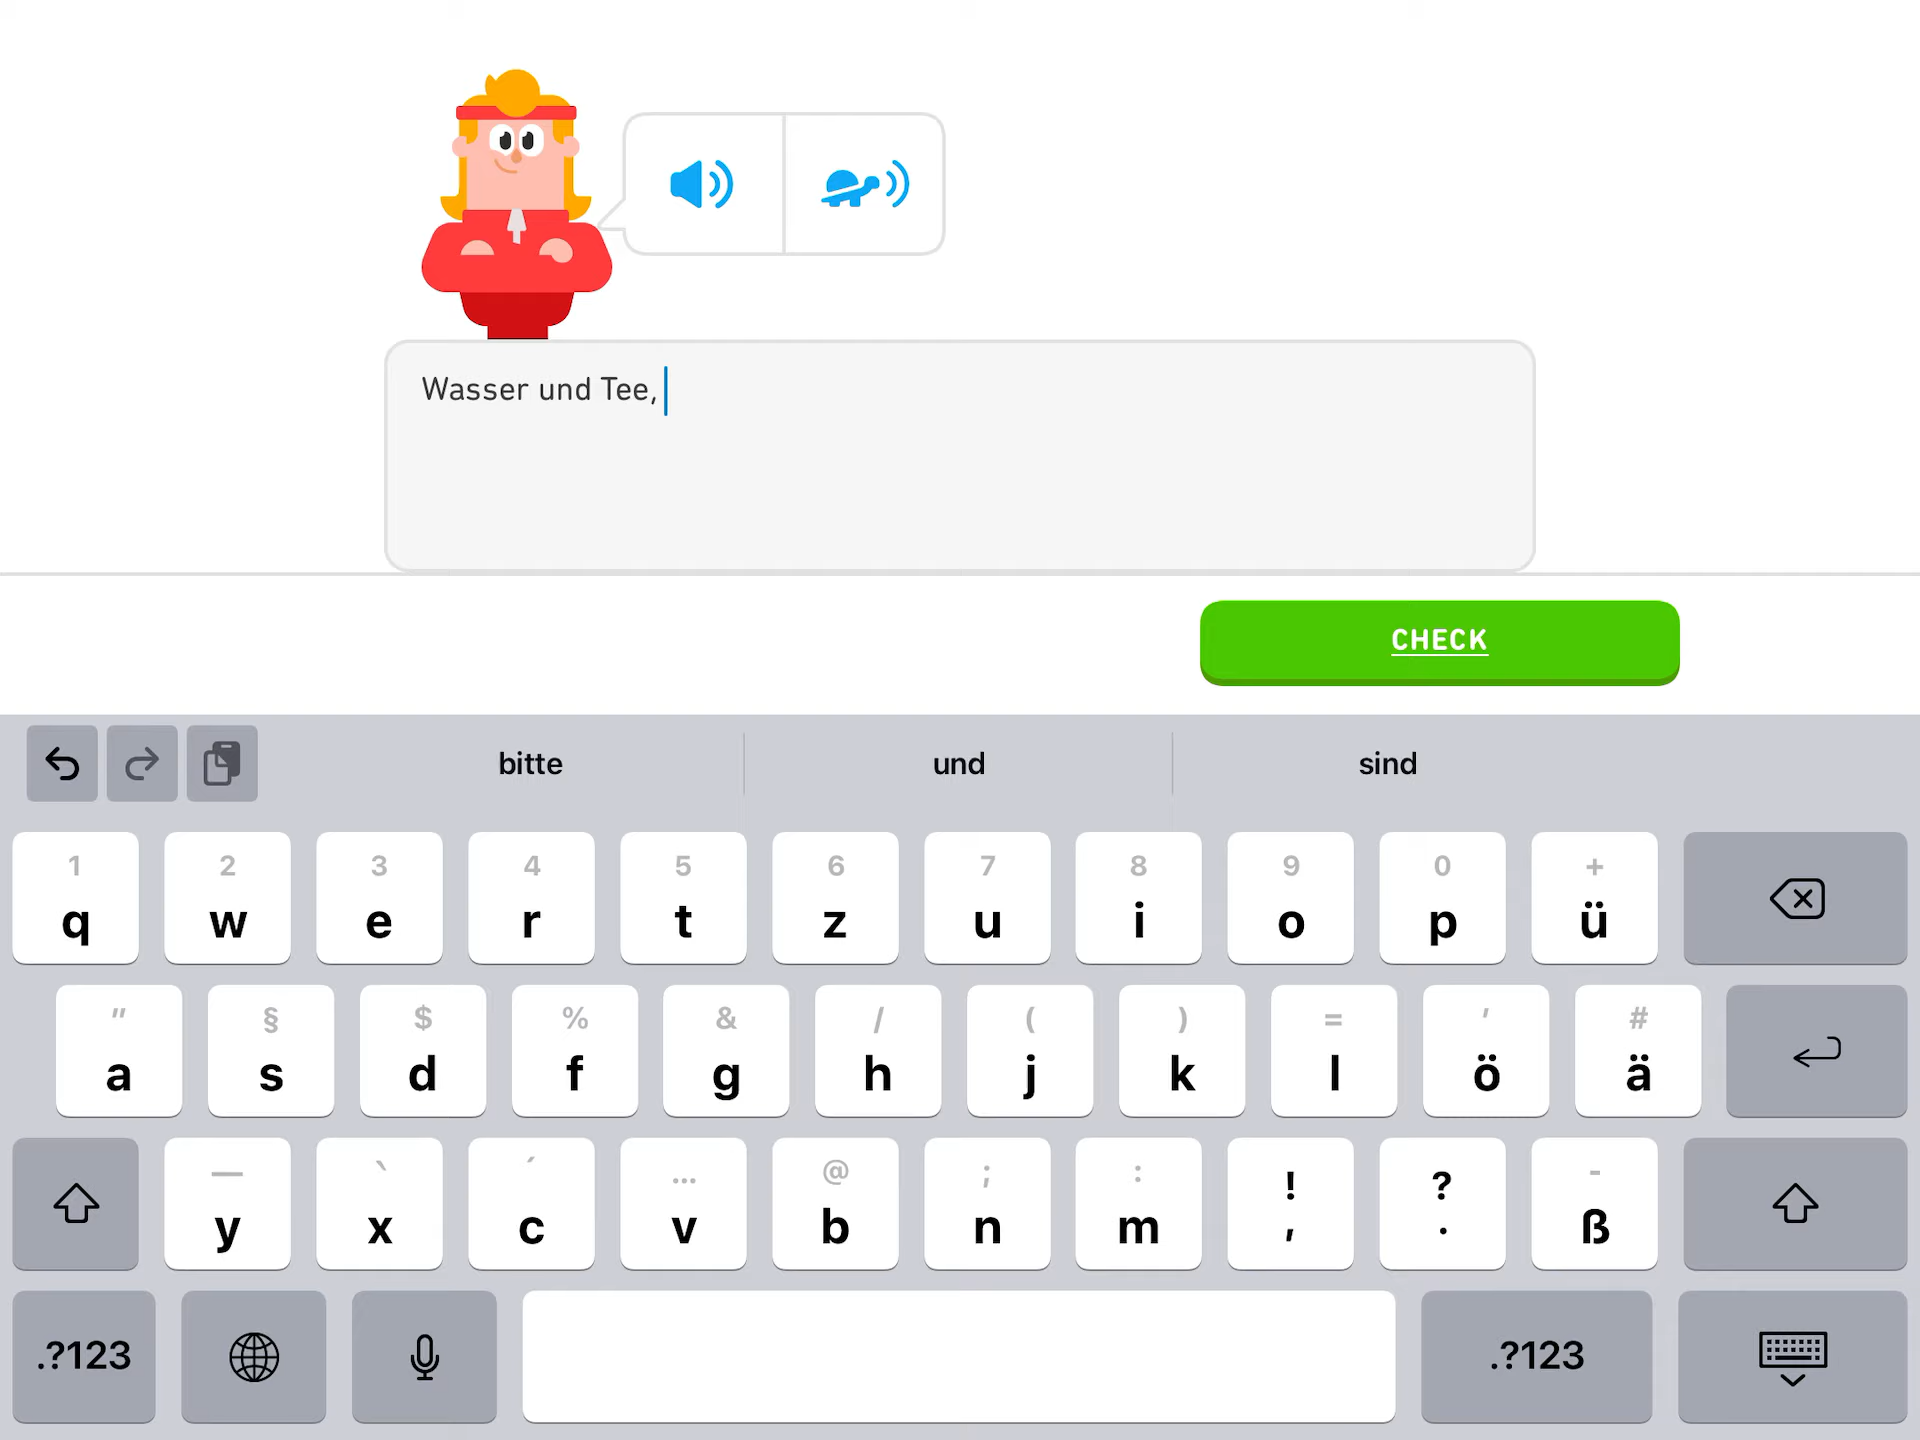 Wasser und Tee,
CHECK
bitte und sind
1 2 3 4 5 6 7 8 9 0 +
q w e r t z u i o p ü
" § $ % & / ( ) = ' #
a s d f g h j k l ö ä
— ` ´ … @ ; : ! ? -
y x c v b n m , . ß
.?123 .?123